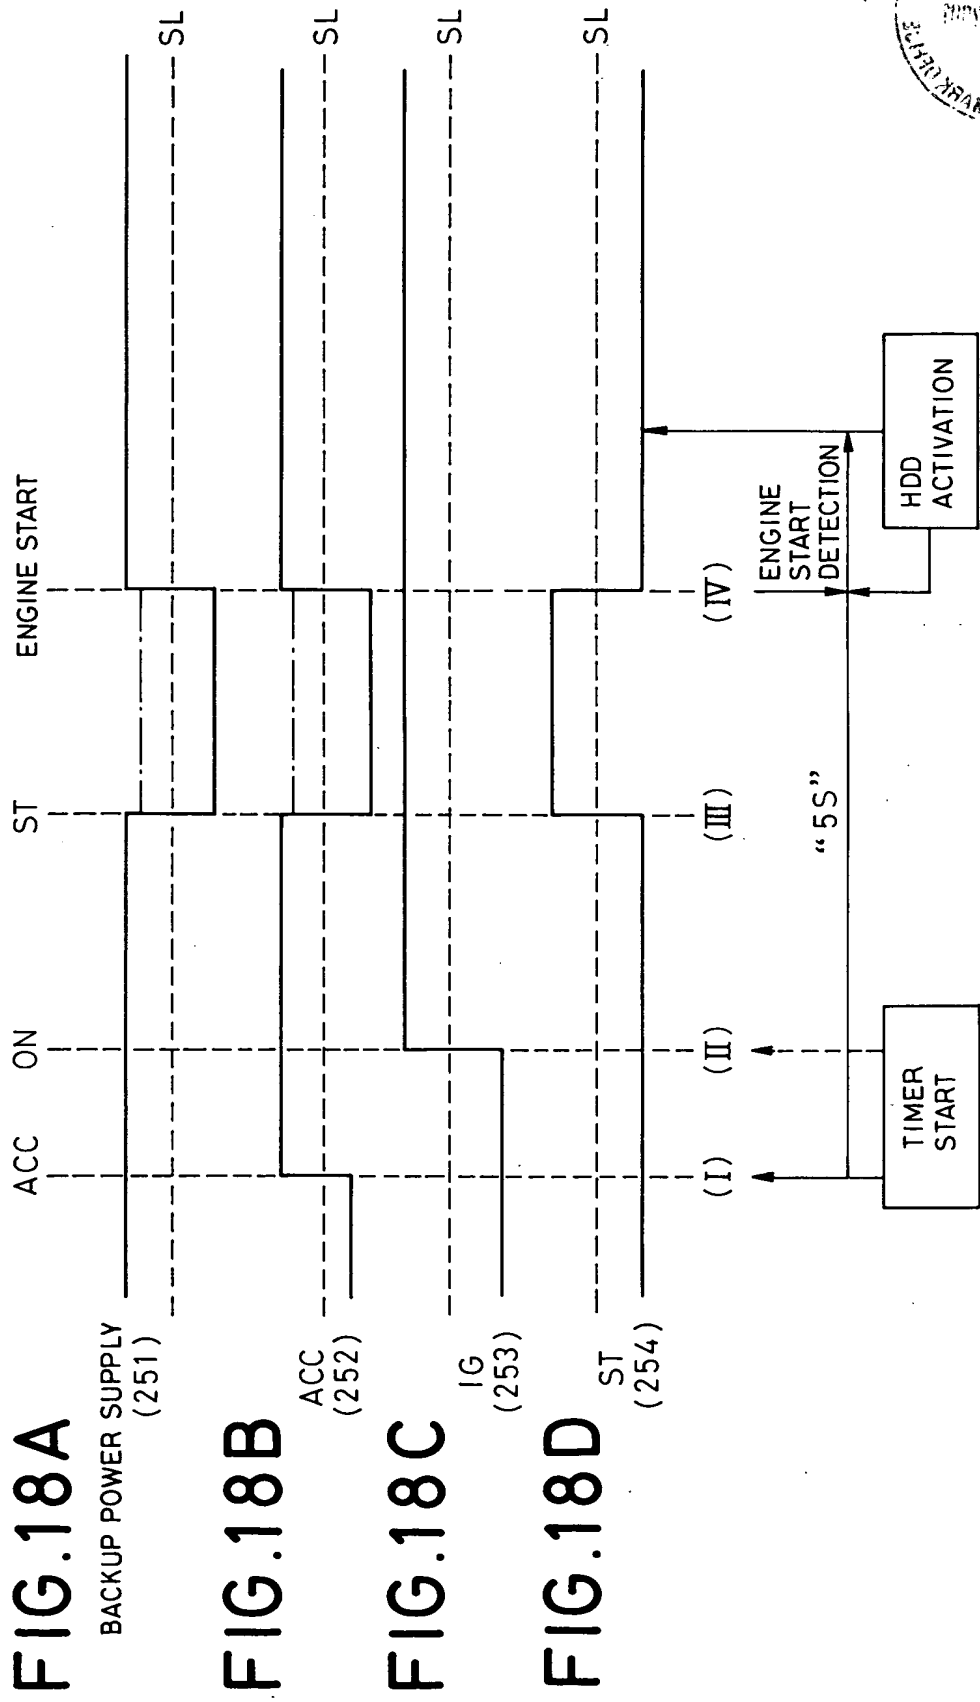 FIG.18A
BACKUP POWER SUPPLY
(251)
ACC
ON
ST
ENGINE START
SL
FIG.18B
ACC
(252)
SL
FIG.18C
IG
(253)
SL
FIG.18D
ST
(254)
SL
(I)
(II)
(III)
(IV)
ENGINE
START
DETECTION
“5S”
TIMER
START
HDD
ACTIVATION